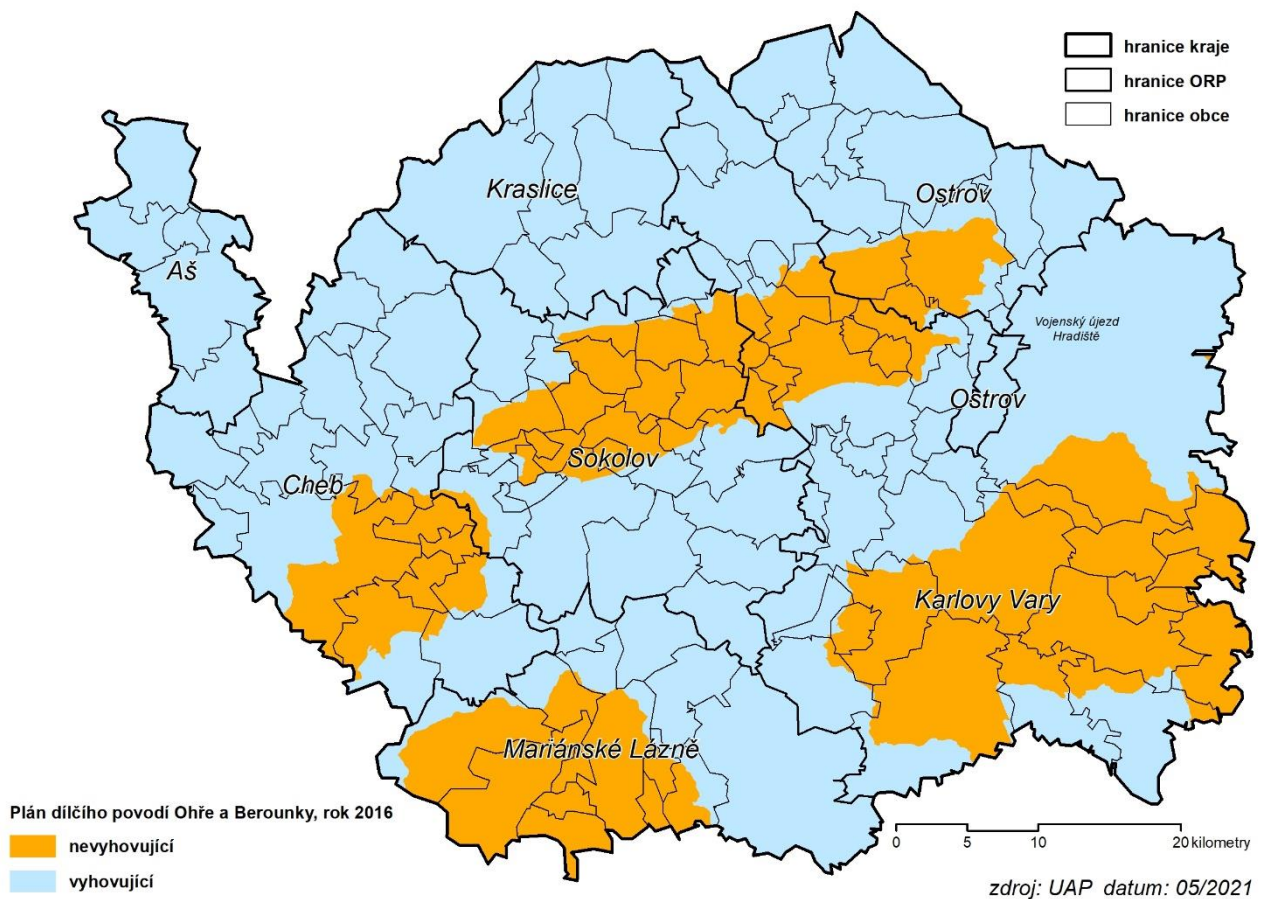 hranice kraje
hranice ORP
hranice obce
Kraslice
Ostrov
Aš
Vojenský újezd
Hradiště
Ostrov
Sokolov
Cheb
Karlovy Vary
Mariánské Lázně
Plán dílčího povodí Ohře a Berounky, rok 2016
nevyhovující
vyhovující
0 5 10 20 kilometry
zdroj: UAP datum: 05/2021